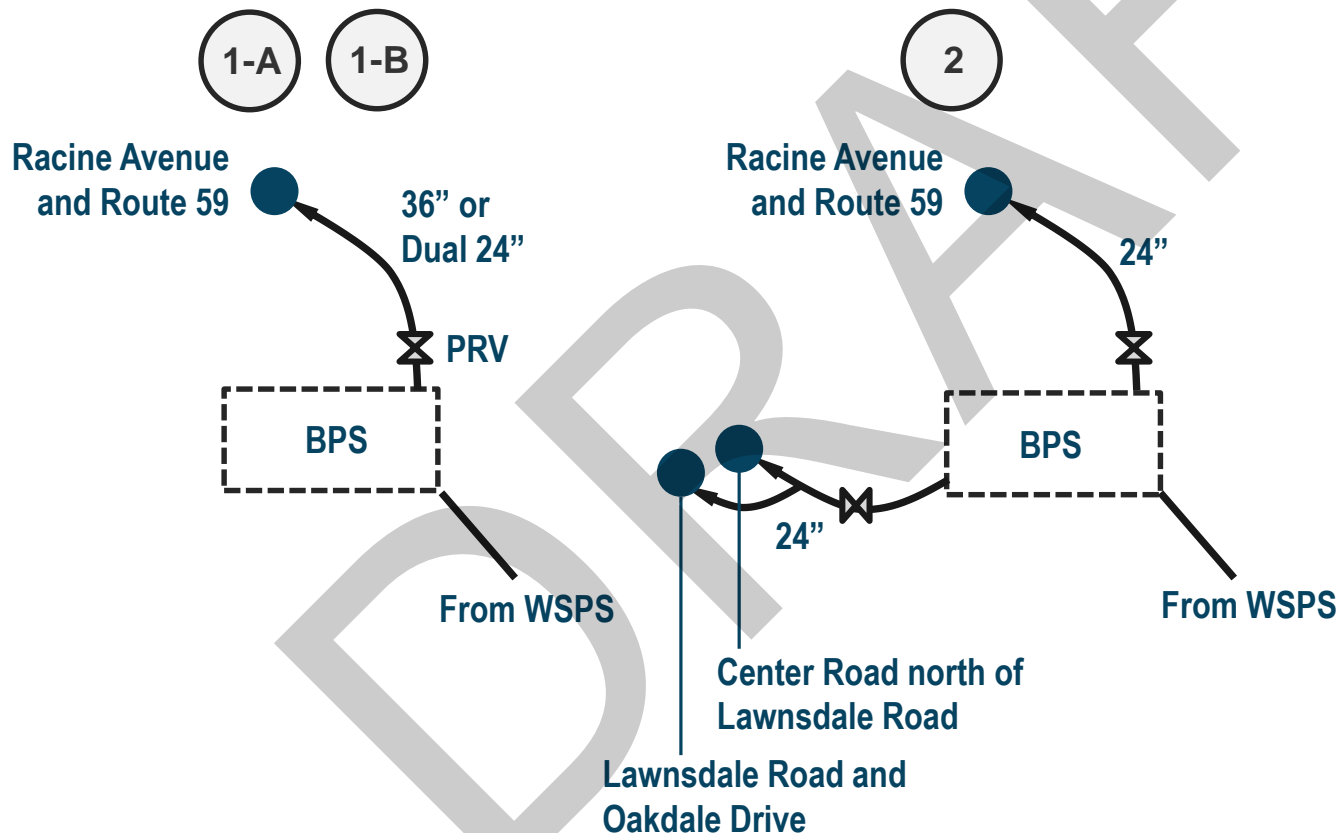 1-A
1-B
Racine Avenue
and Route 59
36” or
Dual 24”
PRV
BPS
From WSPS
2
Racine Avenue
and Route 59
24”
BPS
24”
From WSPS
Center Road north of
Lawnsdale Road
Lawnsdale Road and
Oakdale Drive
DRAF